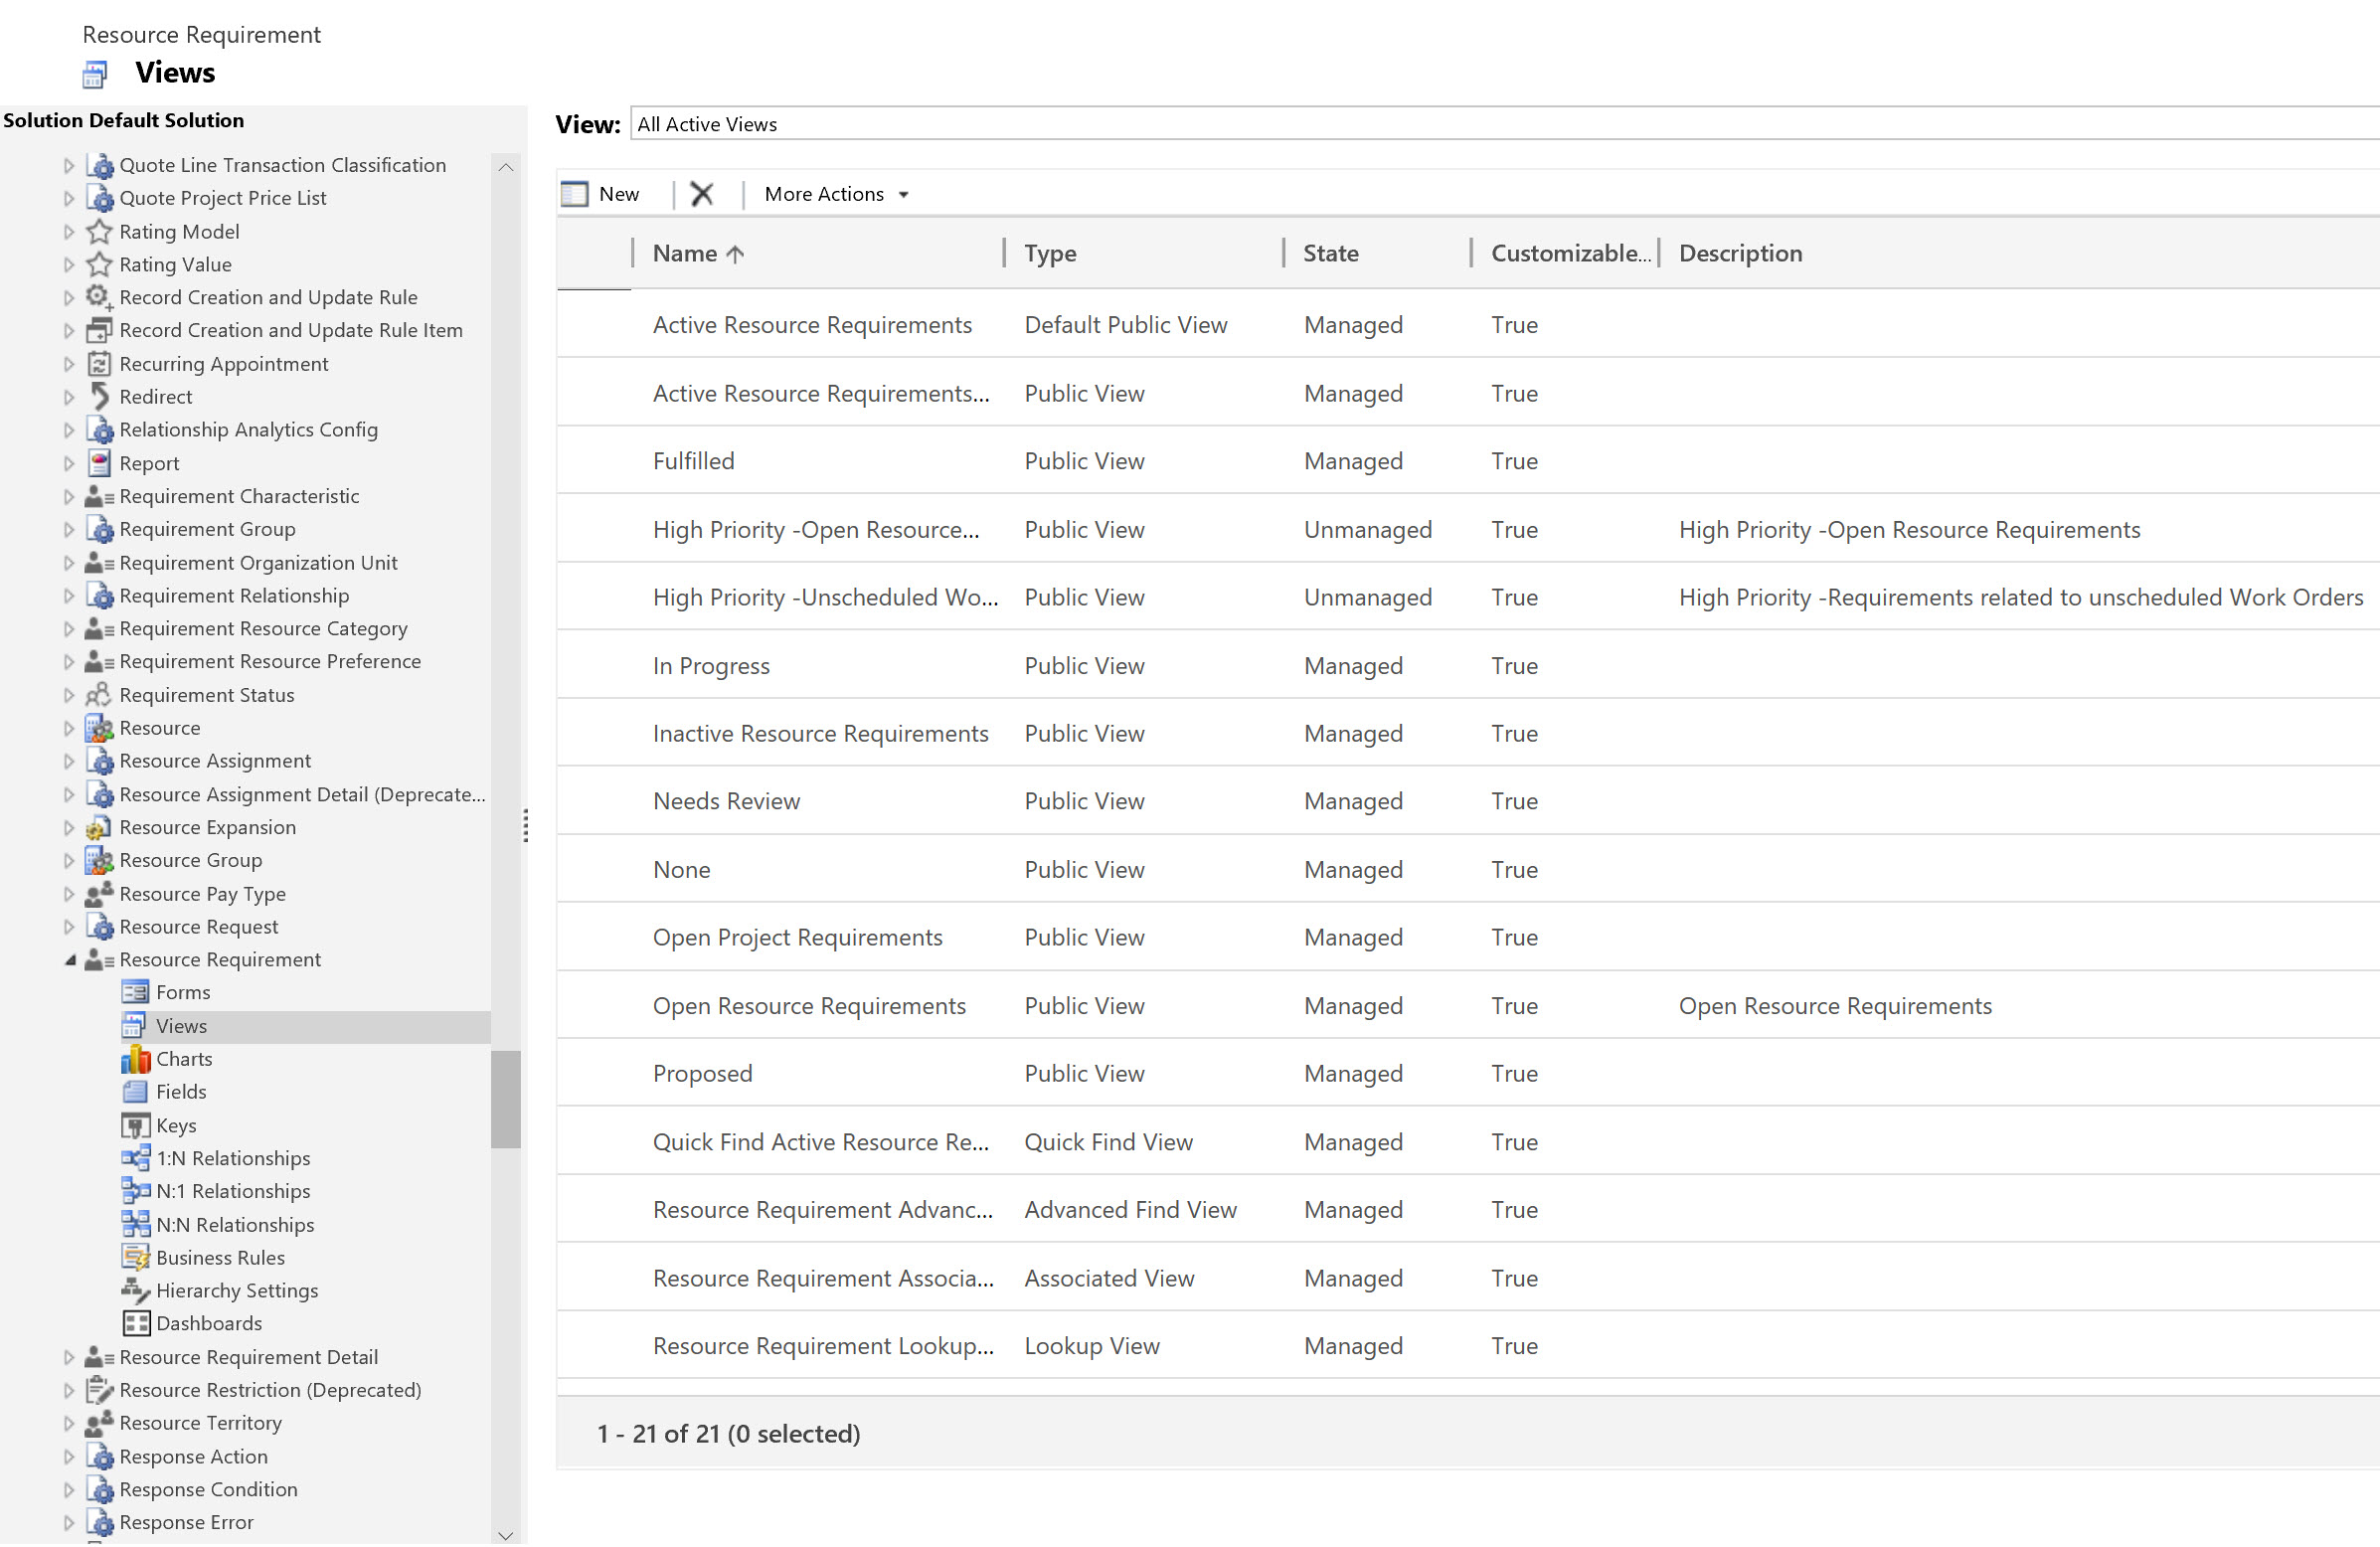 Resource Requirement
Views
Solution Default Solution
Quote Line Transaction Classification
Quote Project Price List
Rating Model
Rating Value
Record Creation and Update Rule
Record Creation and Update Rule Item
Recurring Appointment
Redirect
Relationship Analytics Config
Report
Requirement Characteristic
Requirement Group
Requirement Organization Unit
Requirement Relationship
Requirement Resource Category
Requirement Resource Preference
Requirement Status
Resource
Resource Assignment
Resource Assignment Detail (Deprecate...
Resource Expansion
Resource Group
Resource Pay Type
Resource Request
Resource Requirement
Forms
Views
Charts
Fields
Keys
1:N Relationships
N:1 Relationships
N:N Relationships
Business Rules
Hierarchy Settings
Dashboards
Resource Requirement Detail
Resource Restriction (Deprecated)
Resource Territory
Response Action
Response Condition
Response Error
View: All Active Views
New More Actions
Name Type State Customizable... Description
Active Resource Requirements Default Public View Managed True
Active Resource Requirements... Public View Managed True
Fulfilled Public View Managed True
High Priority -Open Resource... Public View Unmanaged True High Priority -Open Resource Requirements
High Priority -Unscheduled Wo... Public View Unmanaged True High Priority -Requirements related to unscheduled Work Orders
In Progress Public View Managed True
Inactive Resource Requirements Public View Managed True
Needs Review Public View Managed True
None Public View Managed True
Open Project Requirements Public View Managed True
Open Resource Requirements Public View Managed True Open Resource Requirements
Proposed Public View Managed True
Quick Find Active Resource Re... Quick Find View Managed True
Resource Requirement Advanc... Advanced Find View Managed True
Resource Requirement Associa... Associated View Managed True
Resource Requirement Lookup... Lookup View Managed True
1 - 21 of 21 (0 selected)